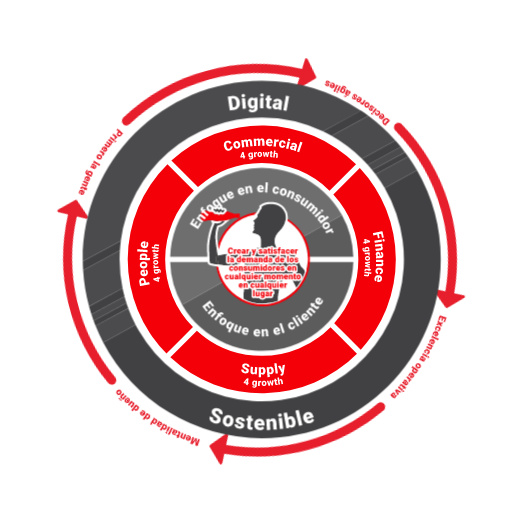 Digital
Decisores ágiles
Primero la gente
Commercial
4 growth
Enfoque en el consumidor
People
4 growth
Finance
4 growth
Crear y satisfacer
la demanda de los
consumidores en
cualquier momento
en cualquier
lugar
Enfoque en el cliente
Supply
4 growth
Sostenible
Excelencia operativa
Mentalidad de dueño